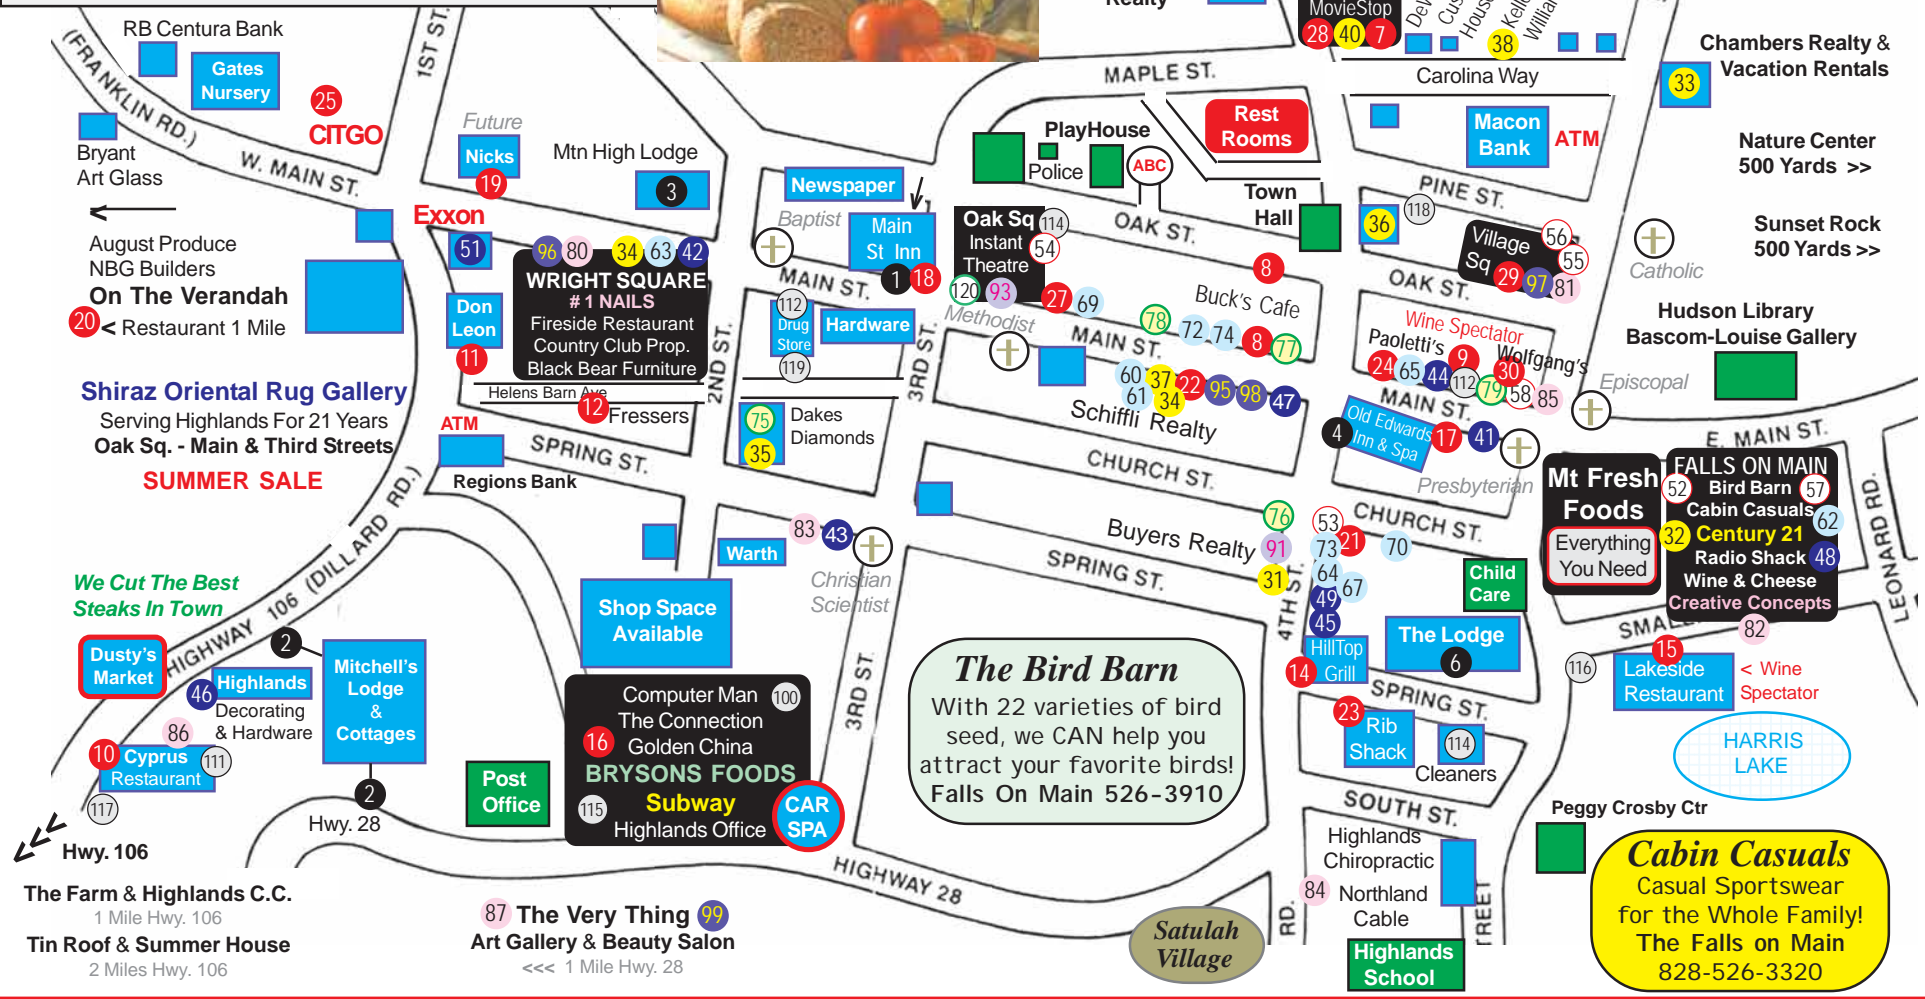 Realty
MovieStop
28 40 7
38
RB Centura Bank
Gates
Nursery
25
CITGO
(FRANKLIN RD.)
1ST ST.
Bryant
Art Glass
W. MAIN ST.
Future
Nicks
19
Mtn High Lodge
3
MAPLE ST.
Carolina Way
Chambers Realty &
Vacation Rentals
33
Rest
Rooms
PlayHouse
Police
ABC
Macon
Bank
ATM
Nature Center
500 Yards >>
Town
Hall
PINE ST.
118
36
Sunset Rock
500 Yards >>
August Produce
NBG Builders
On The Verandah
20 < Restaurant 1 Mile
Exxon
51
Don
Leon
11
96 80 34 63 42
WRIGHT SQUARE
# 1 NAILS
Fireside Restaurant
Country Club Prop.
Black Bear Furniture
Helens Barn Ave
12 Fressers
2ND ST.
Newspaper
Baptist
Main
St Inn
1 18
MAIN ST.
112
Drug
Store
119
Hardware
3RD ST.
Oak Sq 114
Instant 54
Theatre
120 93 27 69
Methodist
OAK ST.
8
Buck's Cafe
78 72 74 8 77
MAIN ST.
60 37 22 95 98 47
61 34
Schiffli Realty
Village
Sq
56
55
29 97 81
OAK ST.
Catholic
Wine Spectator
Paoletti's 9 Wolfgang's
24 65 44 112 79 30 58 85
MAIN ST.
Old Edwards
Inn & Spa
4 17 41
Presbyterian
Episcopal
Hudson Library
Bascom-Louise Gallery
E. MAIN ST.
Shiraz Oriental Rug Gallery
Serving Highlands For 21 Years
Oak Sq. - Main & Third Streets
SUMMER SALE
ATM
Regions Bank
SPRING ST.
75
35
Dakes
Diamonds
CHURCH ST.
Mt Fresh
Foods
Everything
You Need
FALLS ON MAIN
52 Bird Barn 57
Cabin Casuals 62
32 Century 21
Radio Shack 48
Wine & Cheese
Creative Concepts
82
LEONARD RD.
Warth
83 43
Christian
Scientist
Buyers Realty
76
91
31
SPRING ST.
53
73 21 70
64 67
49
45
CHURCH ST.
4TH ST.
Child
Care
HillTop
Grill
14
The Lodge
6
15
Lakeside
Restaurant
116
< Wine
Spectator
HARRIS
LAKE
We Cut The Best
Steaks In Town
HIGHWAY 106 (DILLARD RD.)
Dusty's
Market
2
Mitchell's
Lodge
&
Cottages
46 Highlands
Decorating
& Hardware
86
10 Cyprus
Restaurant 111
117
2
Hwy. 28
Hwy. 106
Shop Space
Available
3RD ST.
Post
Office
Computer Man 100
The Connection
16 Golden China
BRYSONS FOODS
Subway
115
Highlands Office
CAR
SPA
The Bird Barn
With 22 varieties of bird
seed, we CAN help you
attract your favorite birds!
Falls On Main 526-3910
SPRING ST.
23
Rib
Shack
114
Cleaners
SOUTH ST.
Highlands
Chiropractic
84 Northland
Cable
Highlands
School
RD.
Peggy Crosby Ctr
HIGHWAY 28
Satulah
Village
Cabin Casuals
Casual Sportswear
for the Whole Family!
The Falls on Main
828-526-3320
The Farm & Highlands C.C.
1 Mile Hwy. 106
Tin Roof & Summer House
2 Miles Hwy. 106
87 The Very Thing 99
Art Gallery & Beauty Salon
<<< 1 Mile Hwy. 28